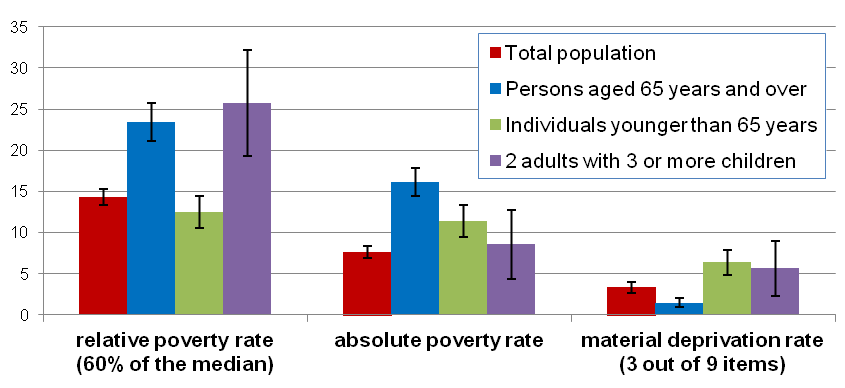 35
30
25
20
15
10
5
0
Total population
Persons aged 65 years and over
Individuals younger than 65 years
2 adults with 3 or more children
relative poverty rate
(60% of the median)
absolute poverty rate
material deprivation rate
(3 out of 9 items)